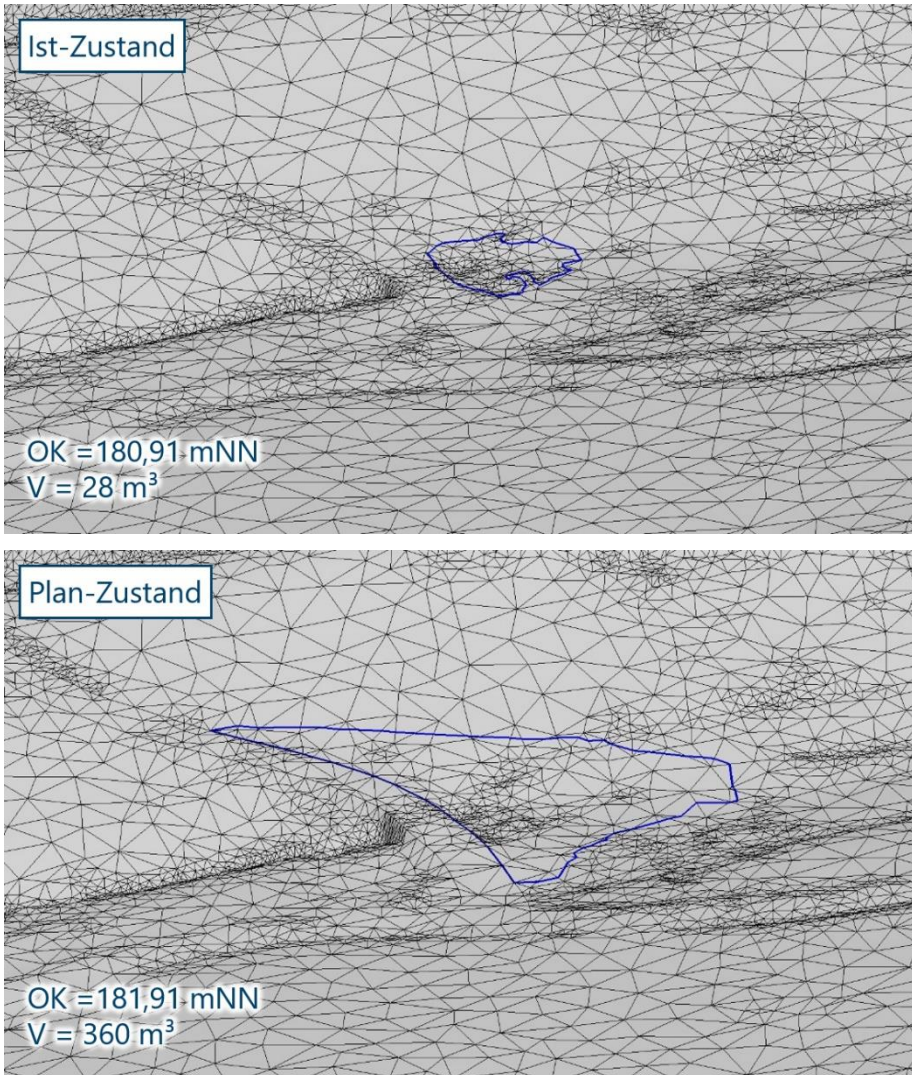 Ist-Zustand
OK =180,91 mNN
V = 28 m³
Plan-Zustand
OK =181,91 mNN
V = 360 m³